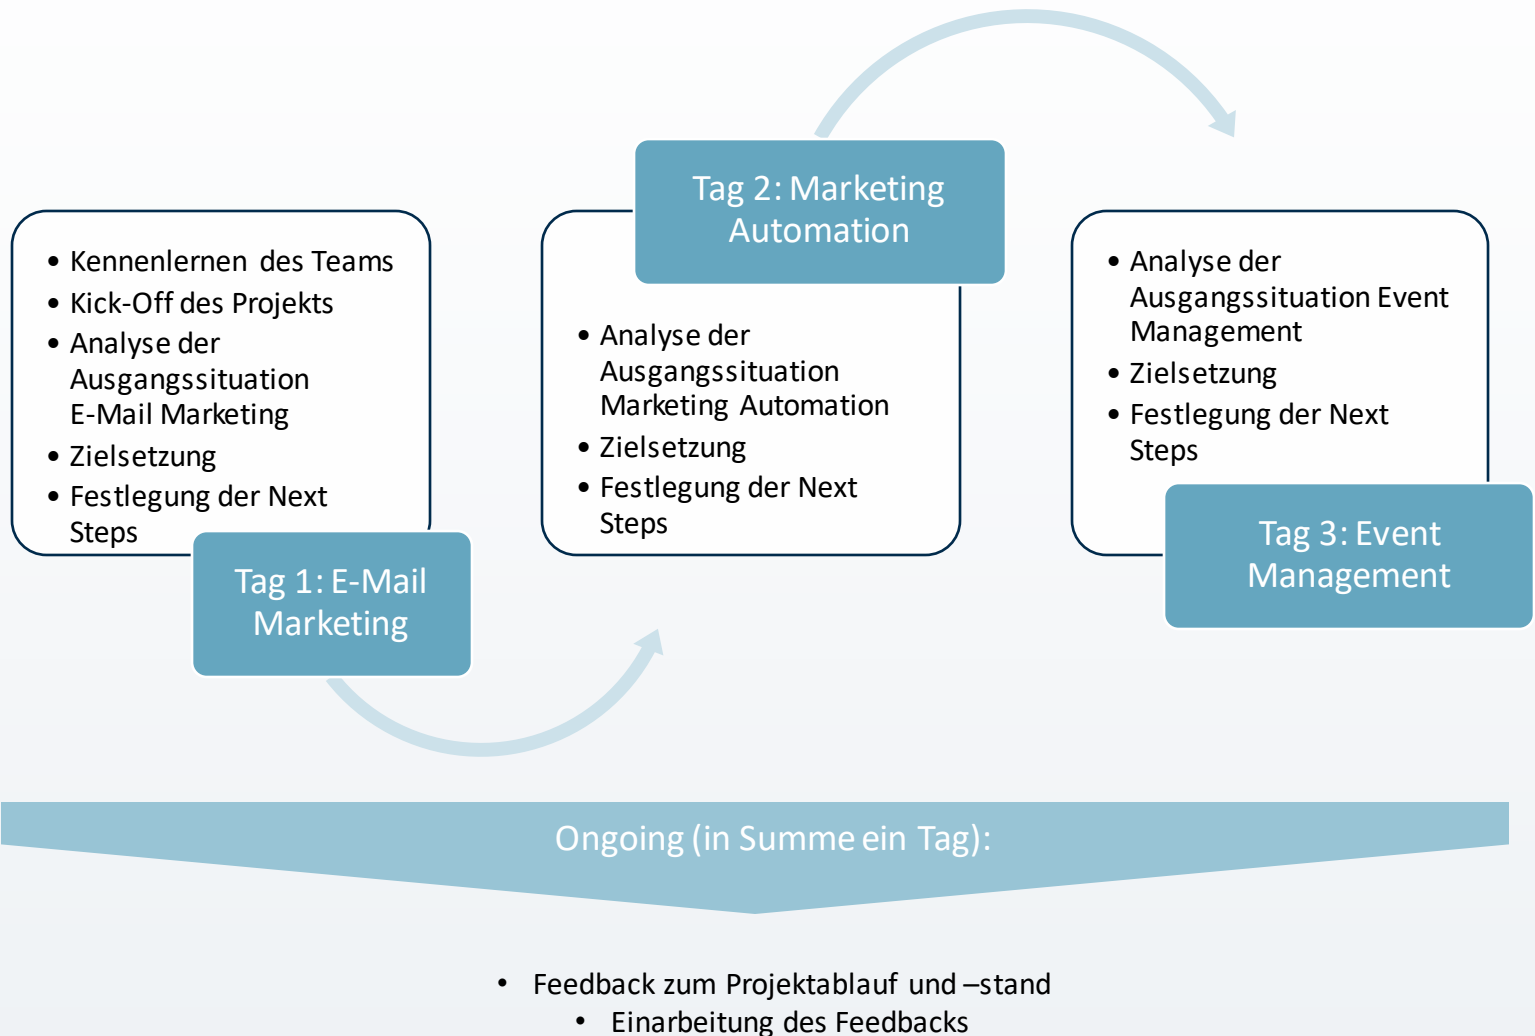 • Kennenlernen des Teams
• Kick-Off des Projekts
• Analyse der
Ausgangssituation
E-Mail Marketing
• Zielsetzung
• Festlegung der Next
Steps
Tag 1: E-Mail
Marketing
Tag 2: Marketing
Automation
• Analyse der
Ausgangssituation
Marketing Automation
• Zielsetzung
• Festlegung der Next
Steps
• Analyse der
Ausgangssituation Event
Management
• Zielsetzung
• Festlegung der Next
Steps
Tag 3: Event
Management
Ongoing (in Summe ein Tag):
• Feedback zum Projektablauf und –stand
• Einarbeitung des Feedbacks